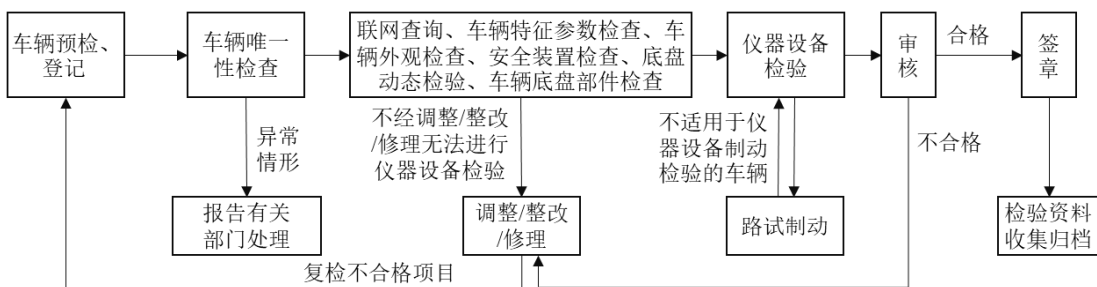 车辆预检、
登记
车辆唯一
性检查
联网查询、车辆特征参数检查、车
辆外观检查、安全装置检查、底盘
动态检验、车辆底盘部件检查
仪器设备
检验
审
核
合格
签
章
异常
情形
不经调整/整改
/修理无法进行
仪器设备检验
不适用于仪
器设备制动
检验的车辆
不合格
报告有关
部门处理
调整/整改
/修理
路试制动
检验资料
收集归档
复检不合格项目